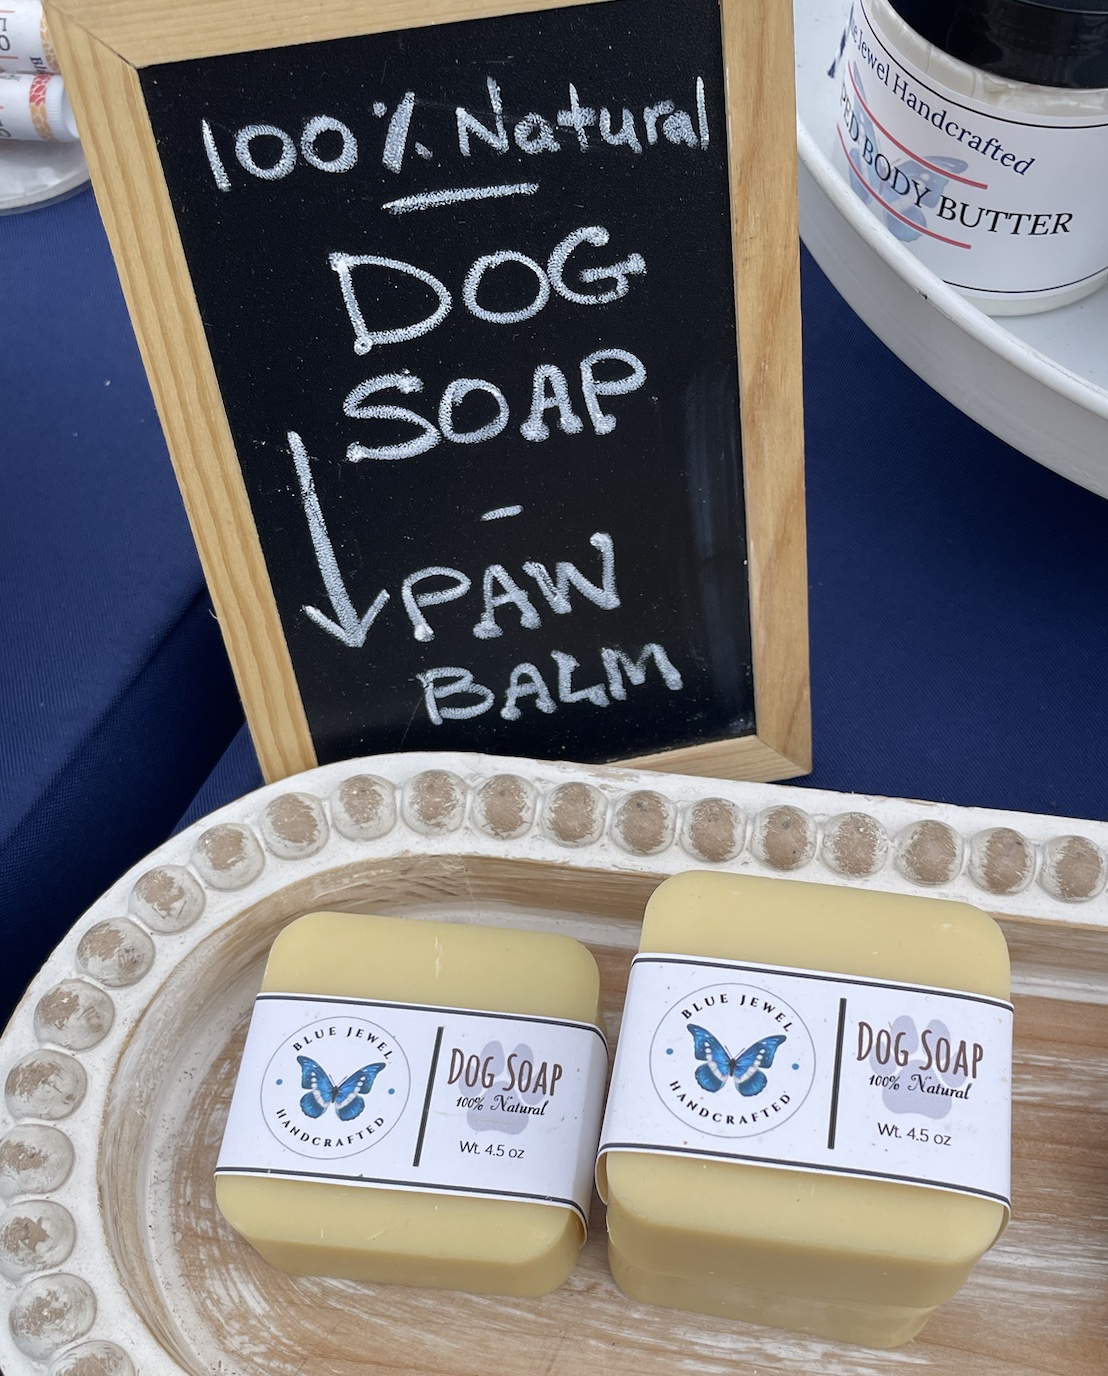 100% Natural
DOG
SOAP
-
PAW
BALM
Jewel Handcrafted
BODY BUTTER
BLUE JEWEL
HANDCRAFTED
DOG SOAP
100% Natural
Wt. 4.5 oz
BLUE JEWEL
HANDCRAFTED
DOG SOAP
100% Natural
Wt. 4.5 oz